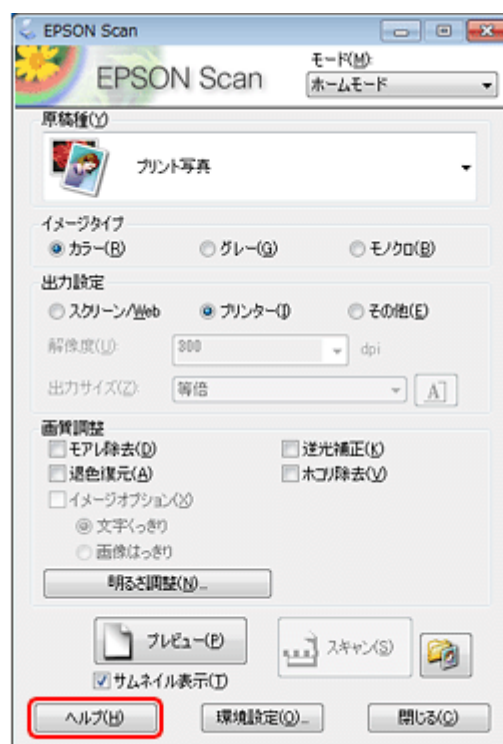 EPSON Scan
EPSON Scan
モード(M):
ホームモード
原稿種(Y)
プリント写真
イメージタイプ
カラー(R) グレー(G) モノクロ(B)
出力設定
スクリーン/Web プリンター(I) その他(E)
解像度(U): 300 dpi
出力サイズ(Z): 等倍 A
画質調整
モアレ除去(D) 逆光補正(K)
退色復元(A) ホコリ除去(V)
イメージオプション(X)
文字くっきり
画像はっきり
明るさ調整(N)...
プレビュー(P) スキャン(S)
サムネイル表示(T)
ヘルプ(H) 環境設定(O)... 閉じる(C)